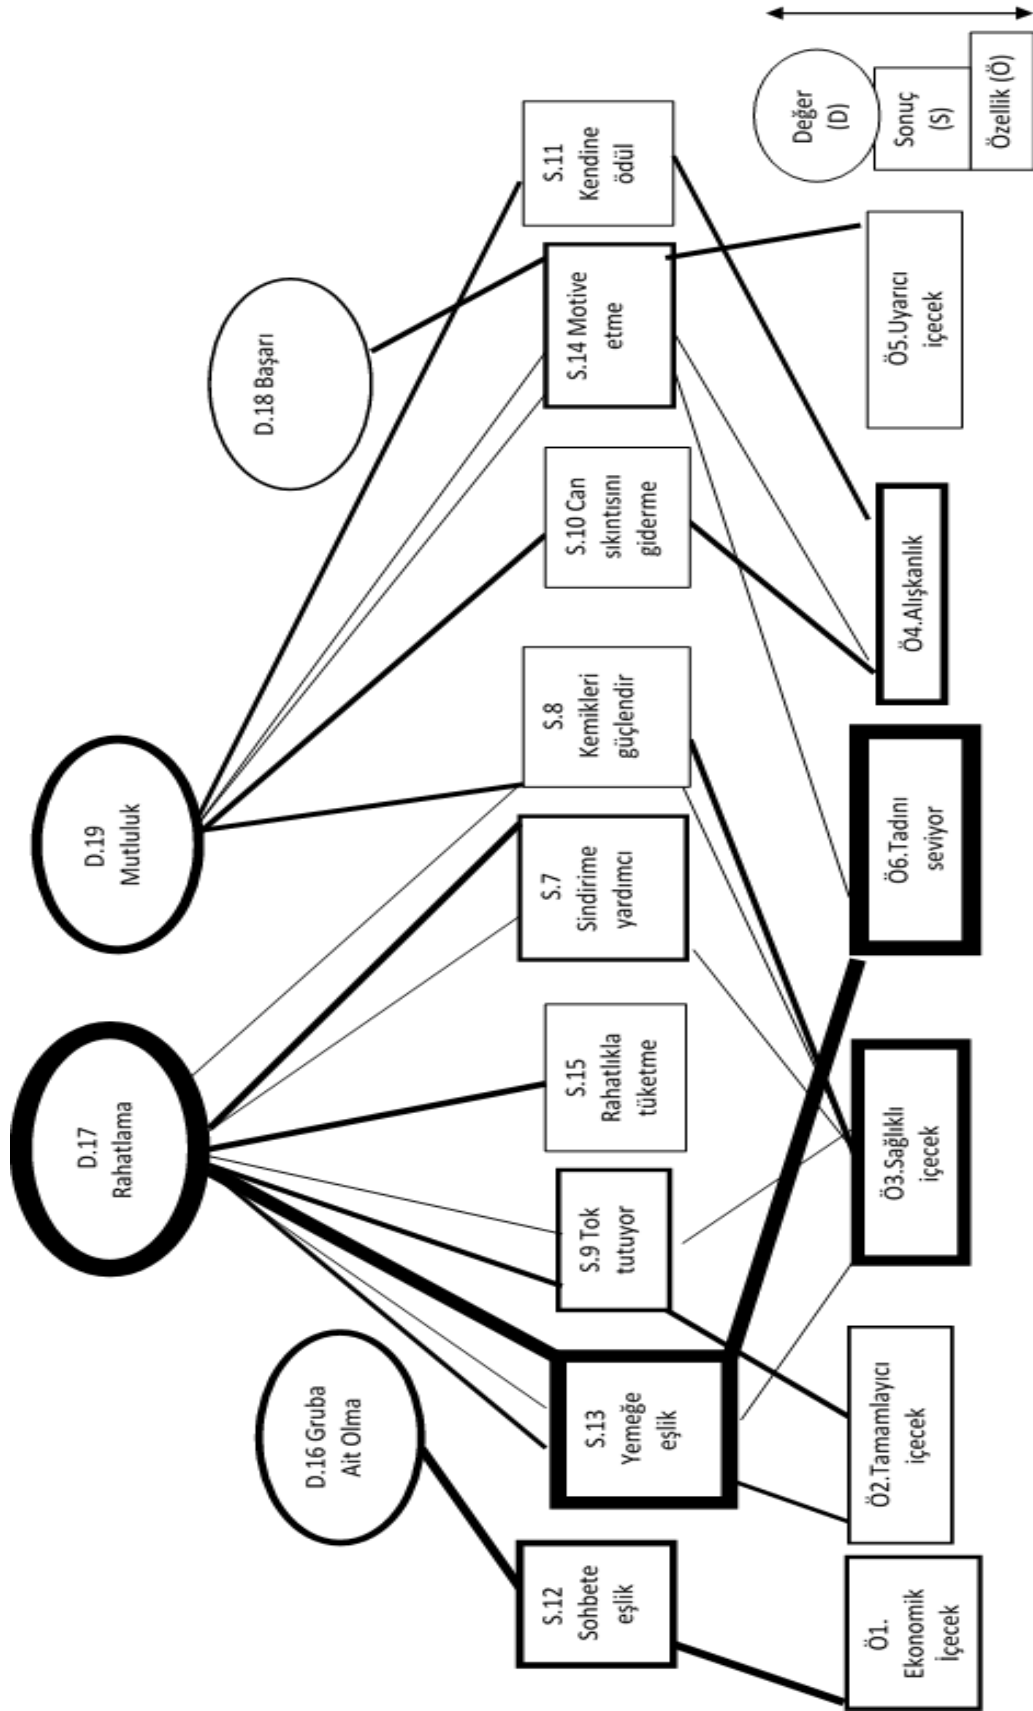 D.17
Rahatlama
D.19
Mutluluk
D.16 Gruba
Ait Olma
D.18 Başarı
S.12
Sohbete
eşlik
S.13
Yemeğe
eşlik
S.9 Tok
tutuyor
S.15
Rahatlıkla
tüketme
S.7
Sindirime
yardımcı
S.8
Kemikleri
güçlendir
S.10 Can
sıkıntısını
giderme
S.14 Motive
etme
S.11
Kendine
ödül
Ö1.
Ekonomik
İçecek
Ö2.Tamamlayıcı
içecek
Ö3.Sağlıklı
içecek
Ö6.Tadını
seviyor
Ö4.Alışkanlık
Ö5.Uyarıcı
içecek
Değer
(D)
Sonuç
(S)
Özellik (Ö)